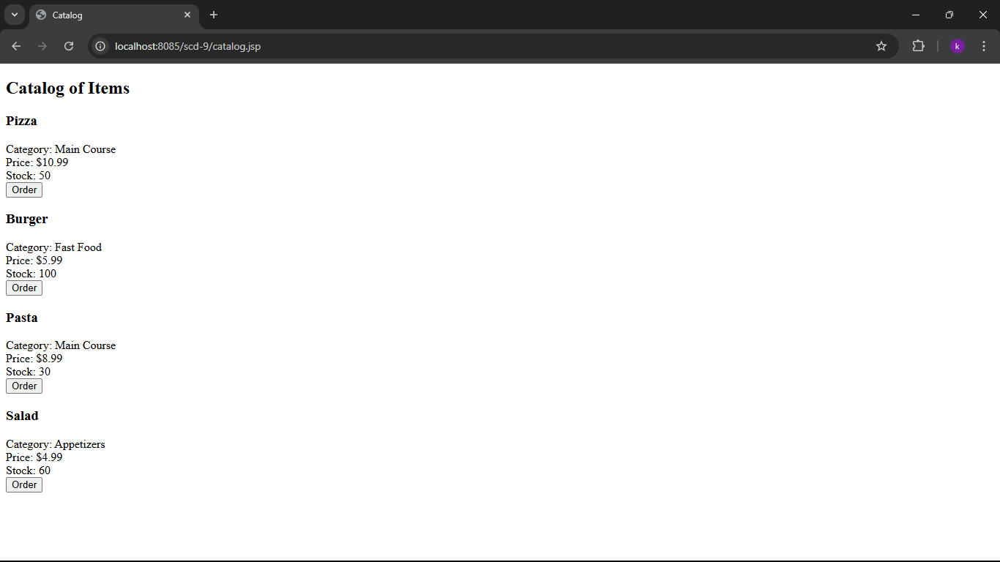 Catalog
localhost:8085/scd-9/catalog.jsp
k
Catalog of Items
Pizza
Category: Main Course
Price: $10.99
Stock: 50
Order
Burger
Category: Fast Food
Price: $5.99
Stock: 100
Order
Pasta
Category: Main Course
Price: $8.99
Stock: 30
Order
Salad
Category: Appetizers
Price: $4.99
Stock: 60
Order